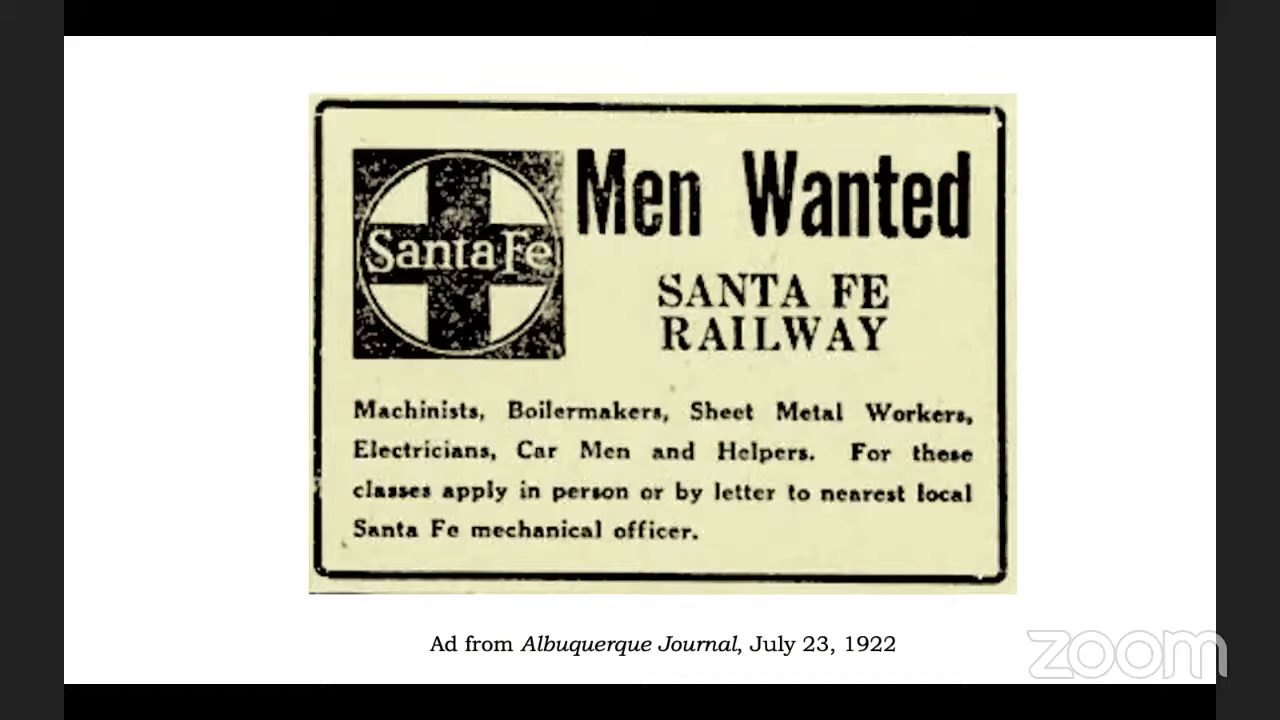 Santa Fe
Men Wanted
SANTA FE
RAILWAY
Machinists, Boilermakers, Sheet Metal Workers,
Electricians, Car Men and Helpers. For these
classes apply in person or by letter to nearest local
Santa Fe mechanical officer.
Ad from Albuquerque Journal, July 23, 1922
zoom